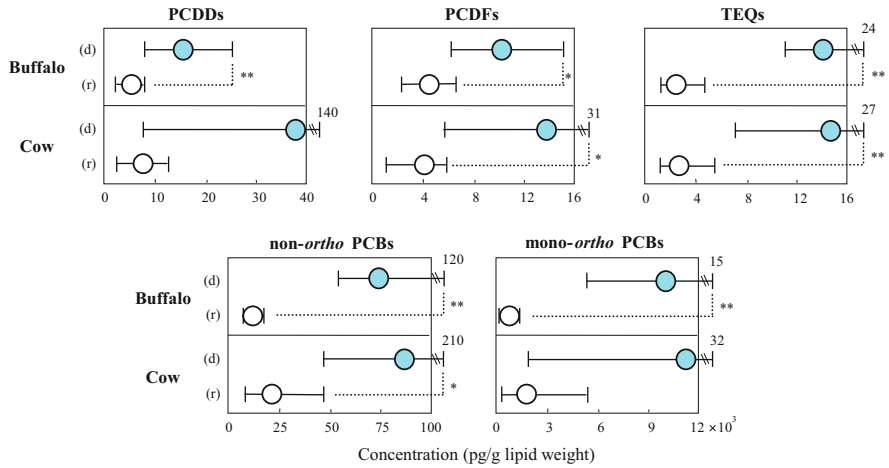 PCDDs PCDFs TEQs
Buffalo (d) 24
(r) ** * **
Cow (d) 140 31 27
(r) * **
0 10 20 30 40 0 4 8 12 16 0 4 8 12 16
non-ortho PCBs mono-ortho PCBs
Buffalo (d) 120 15
(r) ** **
Cow (d) 210 32
(r) *
0 25 50 75 100 0 3 6 9 12 ×10³
Concentration (pg/g lipid weight)